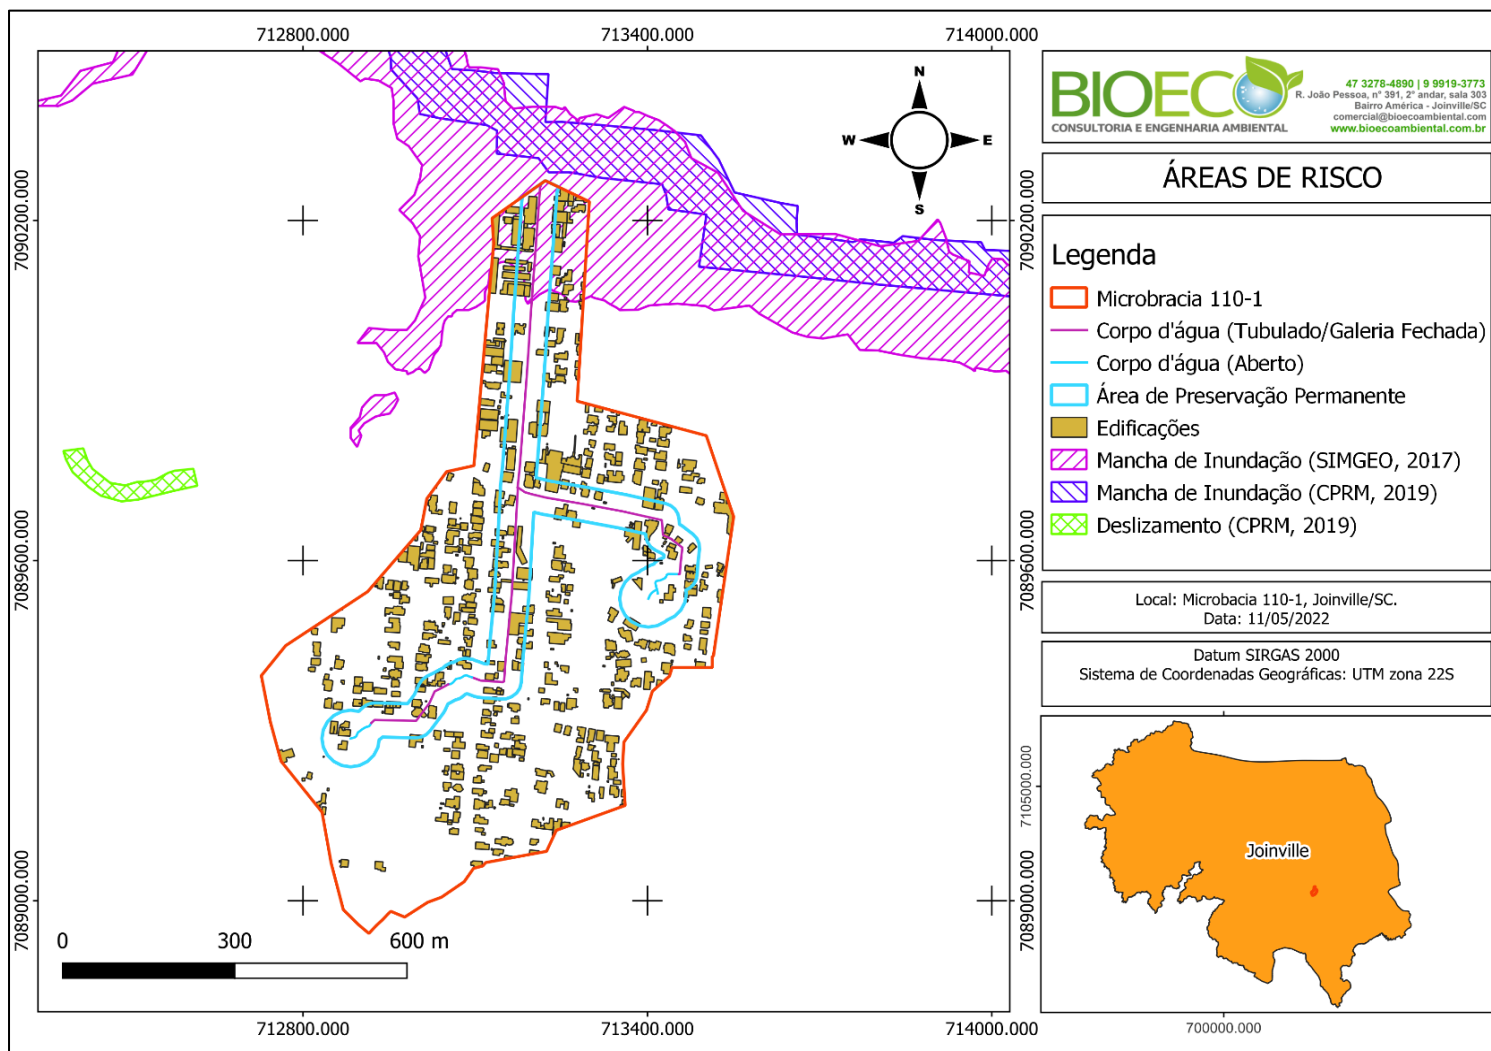 712800.000
713400.000
714000.000
7090200.000
7089600.000
7089000.000
N
W
E
S
0
300
600 m
712800.000
713400.000
714000.000
7090200.000
7089600.000
7089000.000
BIOECO
CONSULTORIA E ENGENHARIA AMBIENTAL
47 3278-4890 | 9 9919-3773
R. João Pessoa, n° 391, 2° andar, sala 303
Bairro América - Joinville/SC
comercial@bioecoambiental.com
www.bioecoambiental.com.br
ÁREAS DE RISCO
Legenda
Microbracia 110-1
Corpo d'água (Tubulado/Galeria Fechada)
Corpo d'água (Aberto)
Área de Preservação Permanente
Edificações
Mancha de Inundação (SIMGEO, 2017)
Mancha de Inundação (CPRM, 2019)
Deslizamento (CPRM, 2019)
Local: Microbacia 110-1, Joinville/SC.
Data: 11/05/2022
Datum SIRGAS 2000
Sistema de Coordenadas Geográficas: UTM zona 22S
7105000.000
Joinville
700000.000